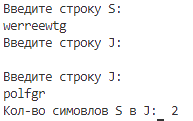 Введите строку S:
werreewtg
Введите строку J:
Введите строку J:
polfgr
Кол-во симовлов S в J:_ 2